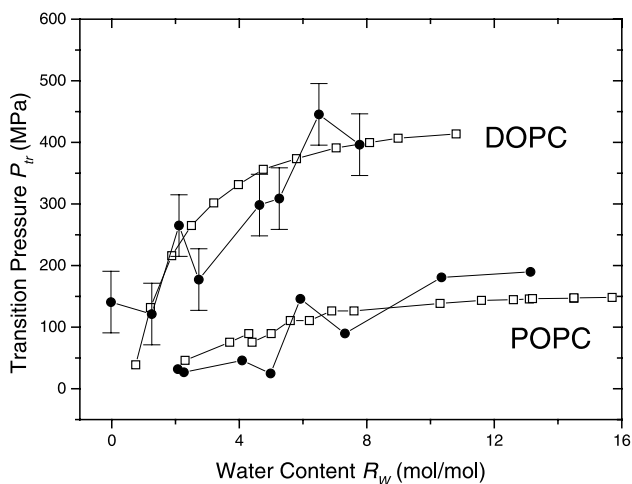 600
500
400
300
200
100
0
Transition Pressure P_tr (MPa)
DOPC
POPC
0 4 8 12 16
Water Content R_W (mol/mol)